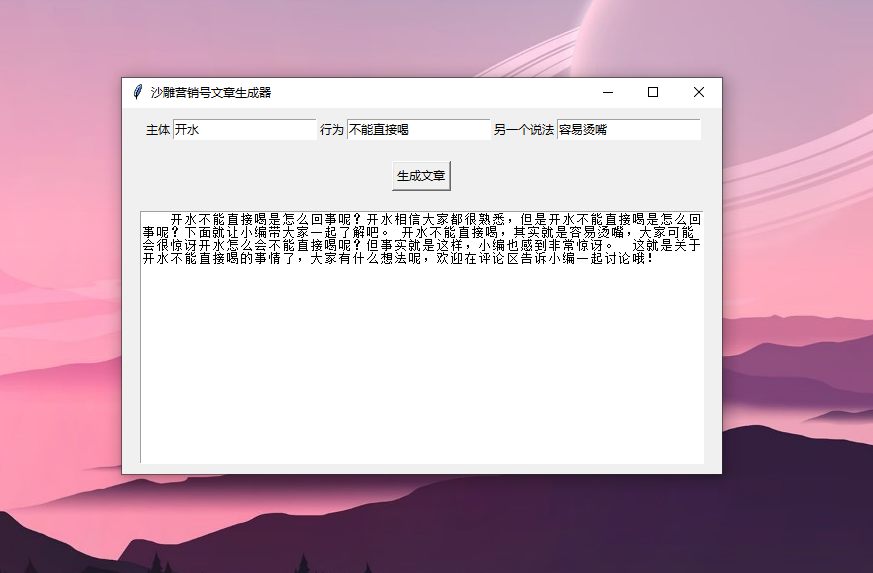 沙雕营销号文章生成器
主体 开水 行为 不能直接喝 另一个说法 容易烫嘴
生成文章
开水不能直接喝是怎么回事呢？开水相信大家都很熟悉，但是开水不能直接喝是怎么回
事呢？下面就让小编带大家一起了解吧。 开水不能直接喝，其实就是容易烫嘴，大家可能
会很惊讶开水怎么会不能直接喝呢？但事实就是这样，小编也感到非常惊讶。 这就是关于
开水不能直接喝的事情了，大家有什么想法呢，欢迎在评论区告诉小编一起讨论哦！